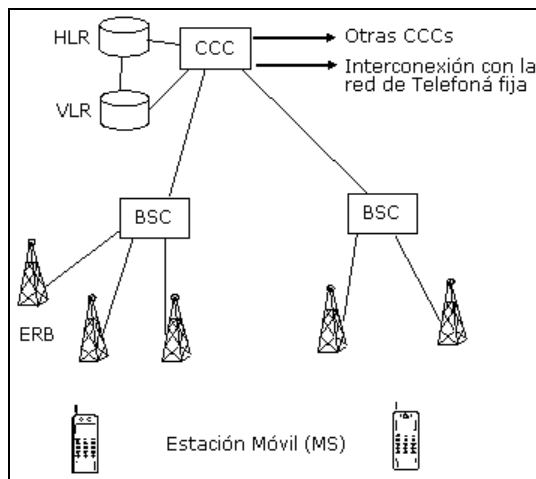 HLR
CCC
Otras CCCs
Interconexión con la
red de Telefoná fija
VLR
BSC
BSC
ERB
Estación Móvil (MS)